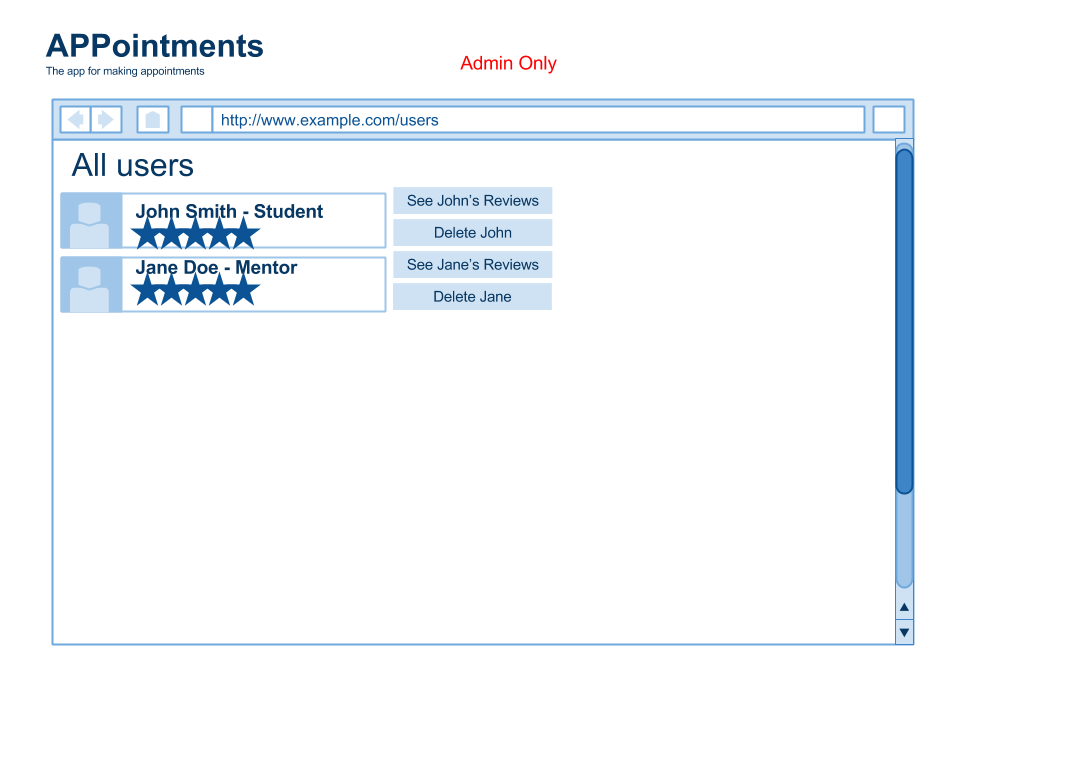 APPointments
The app for making appointments
Admin Only
http://www.example.com/users
All users
John Smith - Student
See John’s Reviews
Delete John
Jane Doe - Mentor
See Jane’s Reviews
Delete Jane